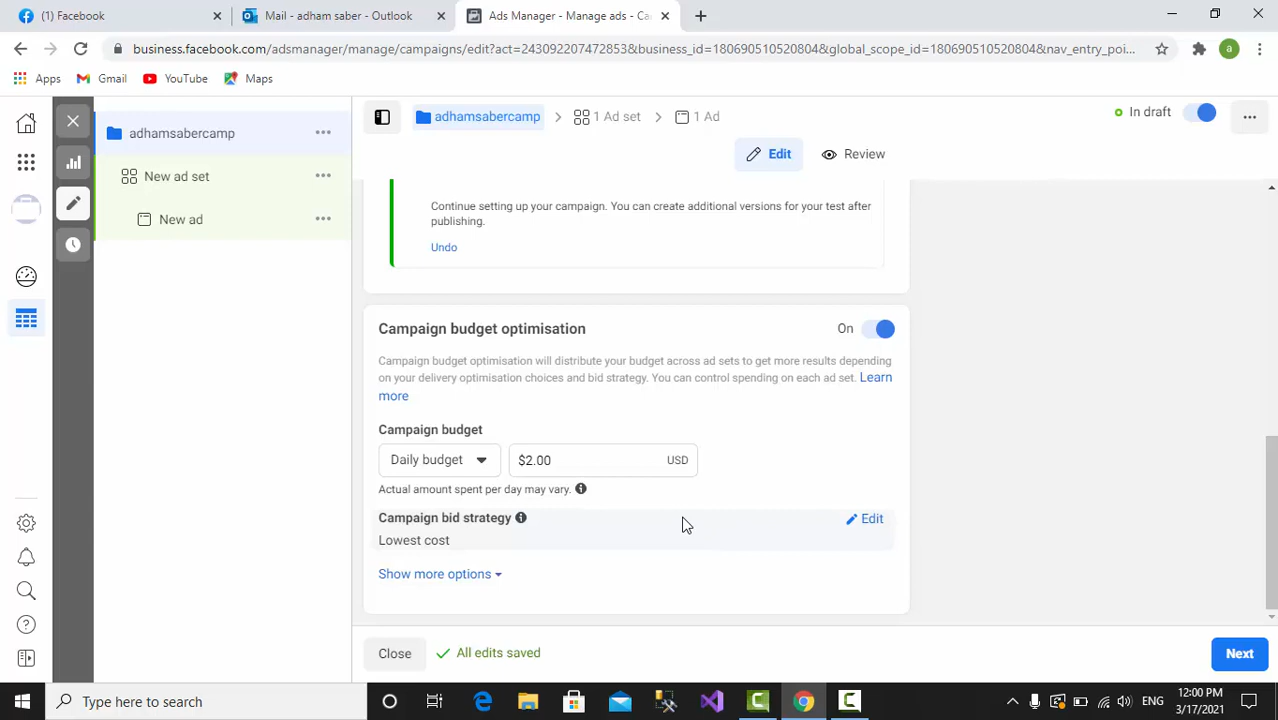 (1) Facebook
Mail - adham saber - Outlook
Ads Manager - Manage ads - Ca
business.facebook.com/adsmanager/manage/campaigns/edit?act=243092207472853&business_id=180690510520804&global_scope_id=180690510520804&nav_entry_poi...
a
Apps
Gmail
YouTube
Maps
adhamsabercamp
New ad set
New ad
adhamsabercamp > 1 Ad set > 1 Ad
In draft
Edit
Review
Continue setting up your campaign. You can create additional versions for your test after
publishing.
Undo
Campaign budget optimisation
On
Campaign budget optimisation will distribute your budget across ad sets to get more results depending
on your delivery optimisation choices and bid strategy. You can control spending on each ad set. Learn
more
Campaign budget
Daily budget
$2.00
USD
Actual amount spent per day may vary.
Campaign bid strategy
Edit
Lowest cost
Show more options
Close
All edits saved
Next
Type here to search
ENG
12:00 PM
3/17/2021